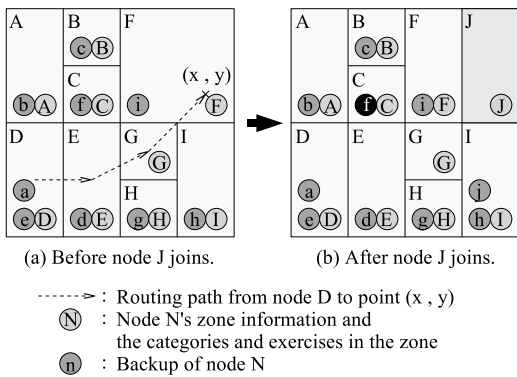 A
B
F
c B
C
(x , y)
b A
f C
i
F
D
E
G
I
G
a
H
e D
d E
g H
h I
(a) Before node J joins.
A
B
F
J
c B
C
b A
f C
i F
J
D
E
G
I
G
a
H
j
e D
d E
g H
h I
(b) After node J joins.
: Routing path from node D to point (x , y)
N : Node N's zone information and
the categories and exercises in the zone
n : Backup of node N